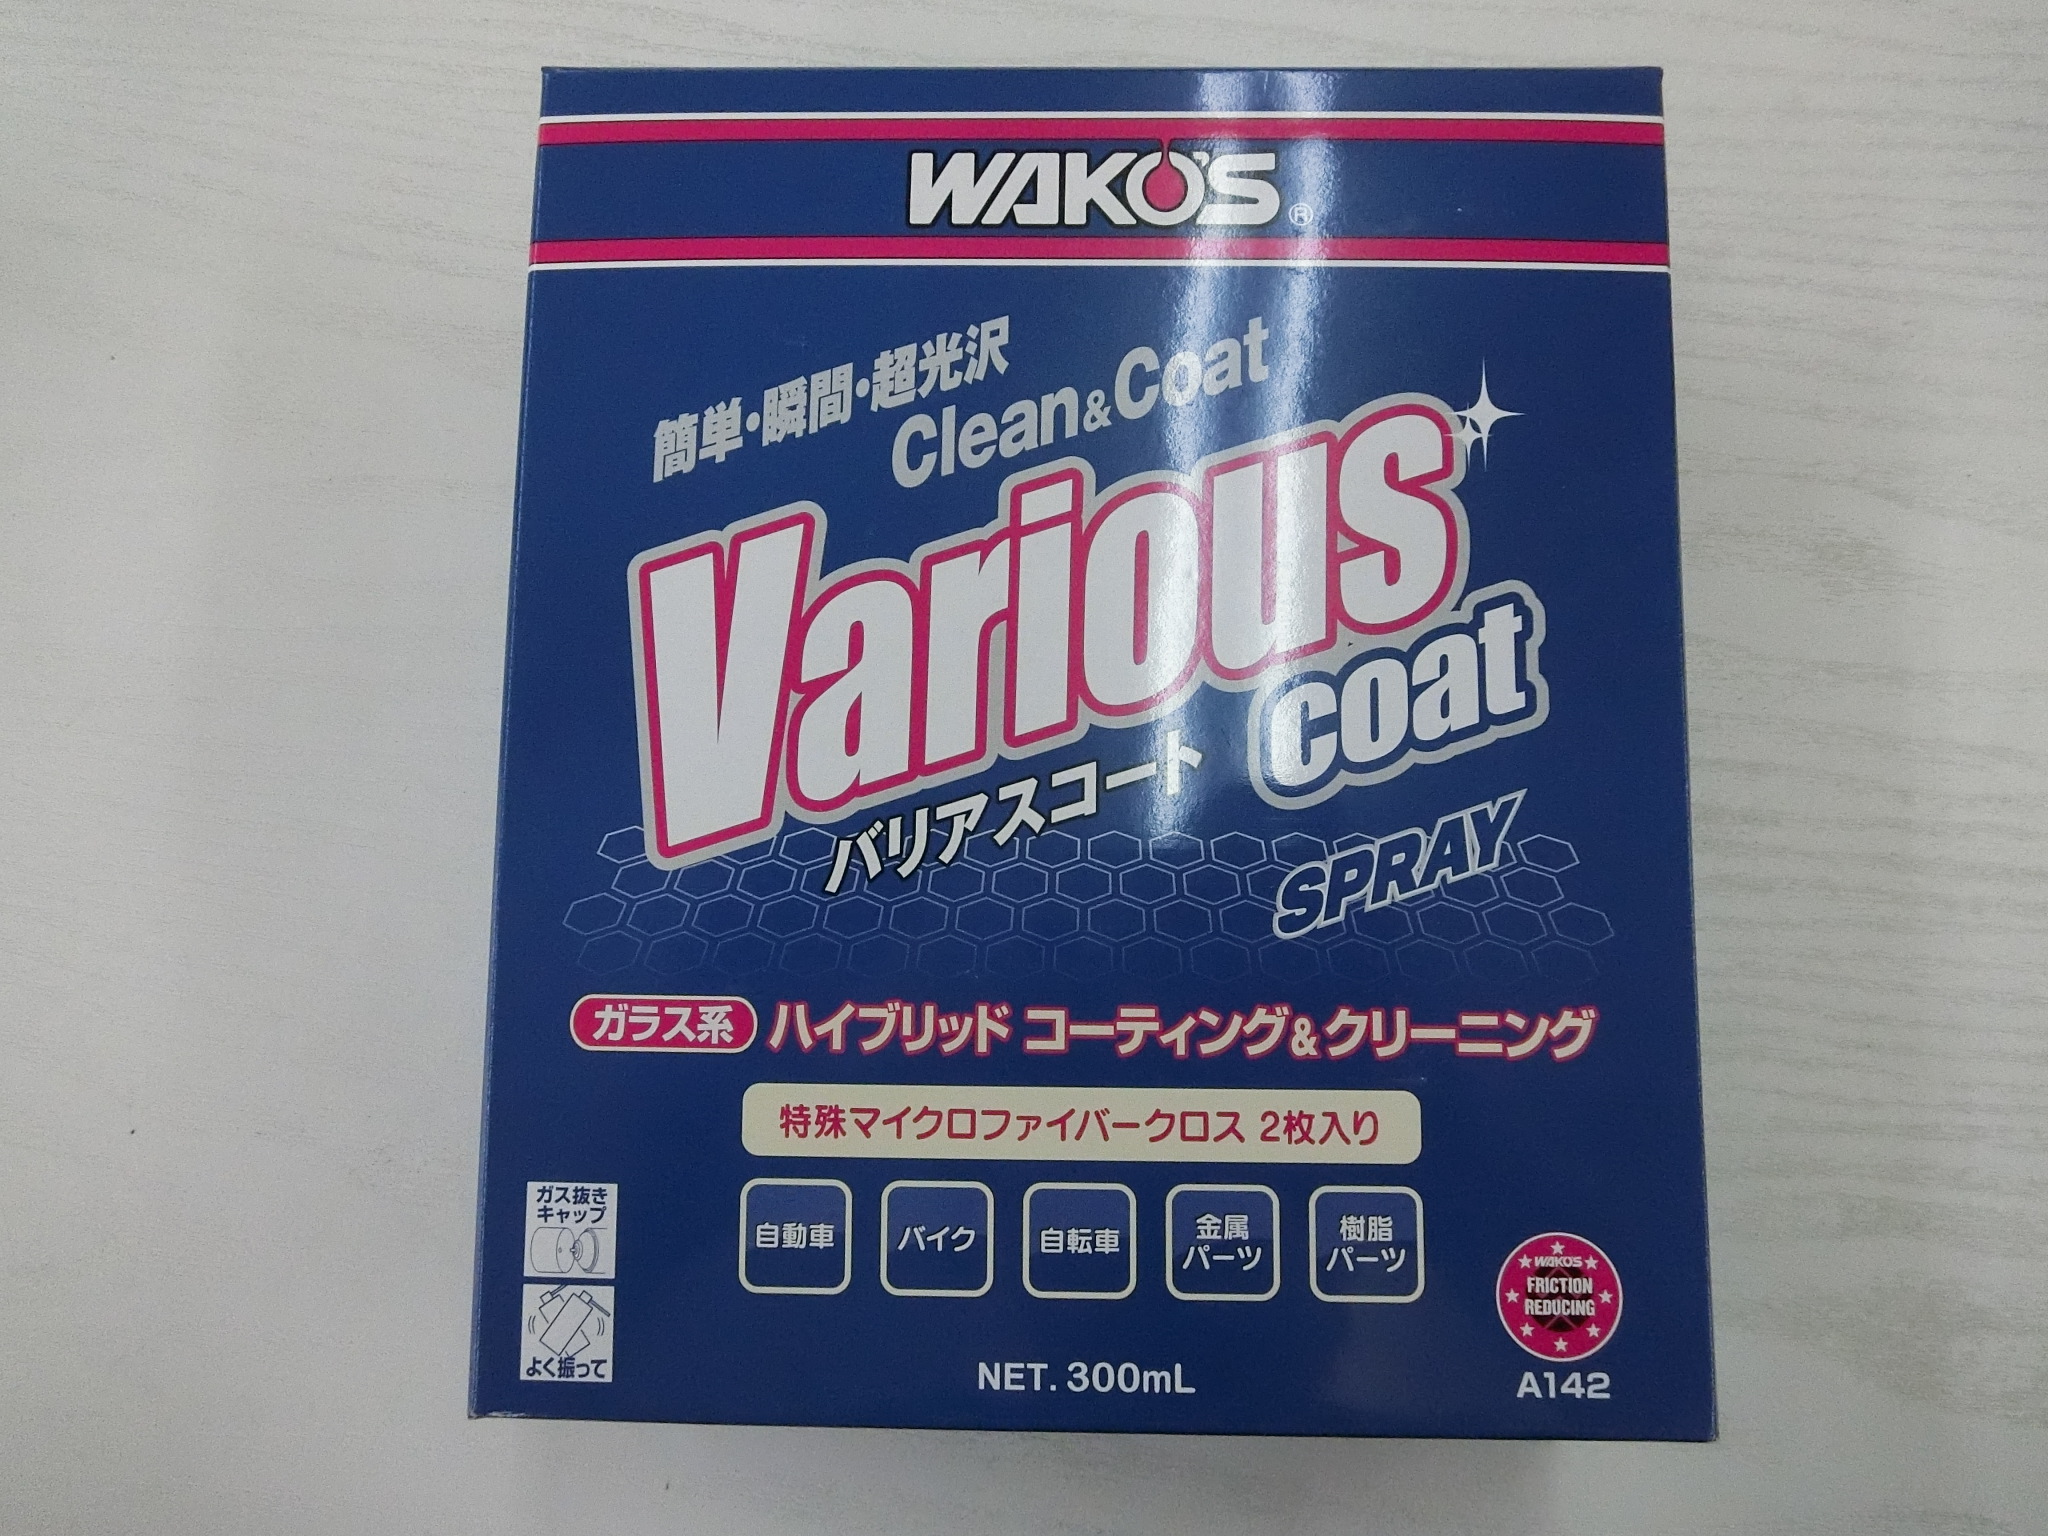 WAKO'S®
簡単・瞬間・超光沢
Clean&Coat
Various
coat
バリアスコート
SPRAY
ガラス系 ハイブリッド コーティング&クリーニング
特殊マイクロファイバークロス 2枚入り
ガス抜き
キャップ
よく振って
自動車
バイク
自転車
金属
パーツ
樹脂
パーツ
WAKO'S
FRICTION
REDUCING
NET. 300mL
A142